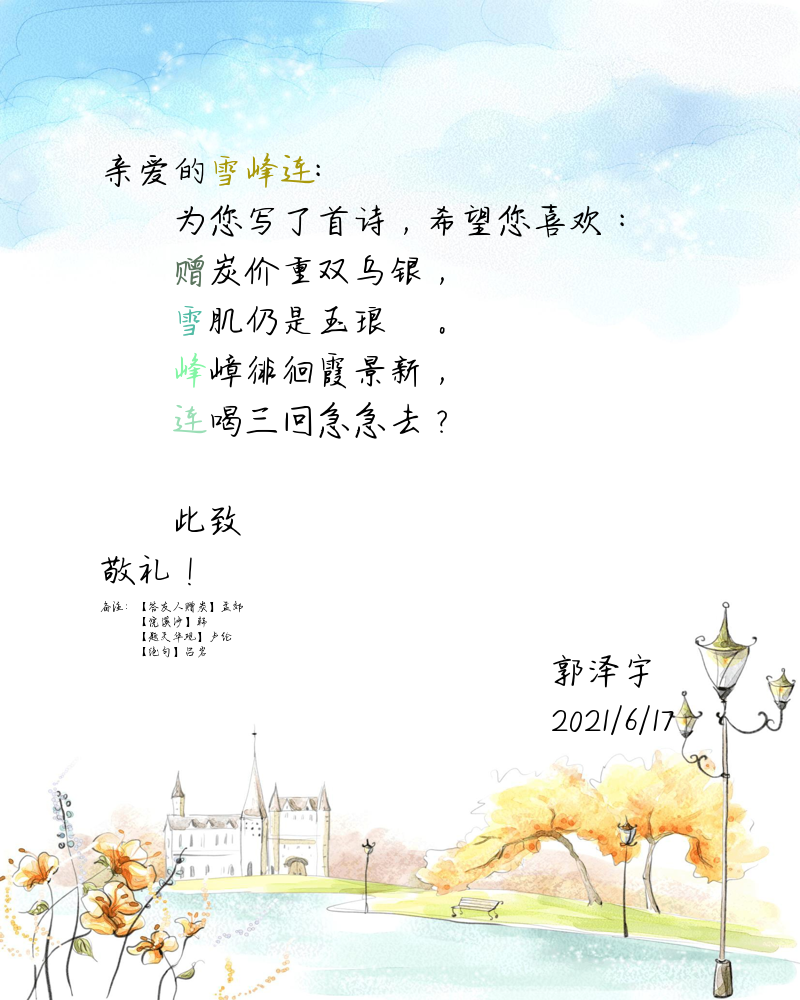 亲爱的雪峰连:
为您写了首诗，希望您喜欢：
赠炭价重双乌银，
雪肌仍是玉琅 。
峰嶂徘徊霞景新，
连喝三回急急去？
此致
敬礼！
备注：【答友人赠炭】孟郊
【浣溪沙】韩
【题天华观】卢伦
【绝句】吕岩
郭泽宇
2021/6/17